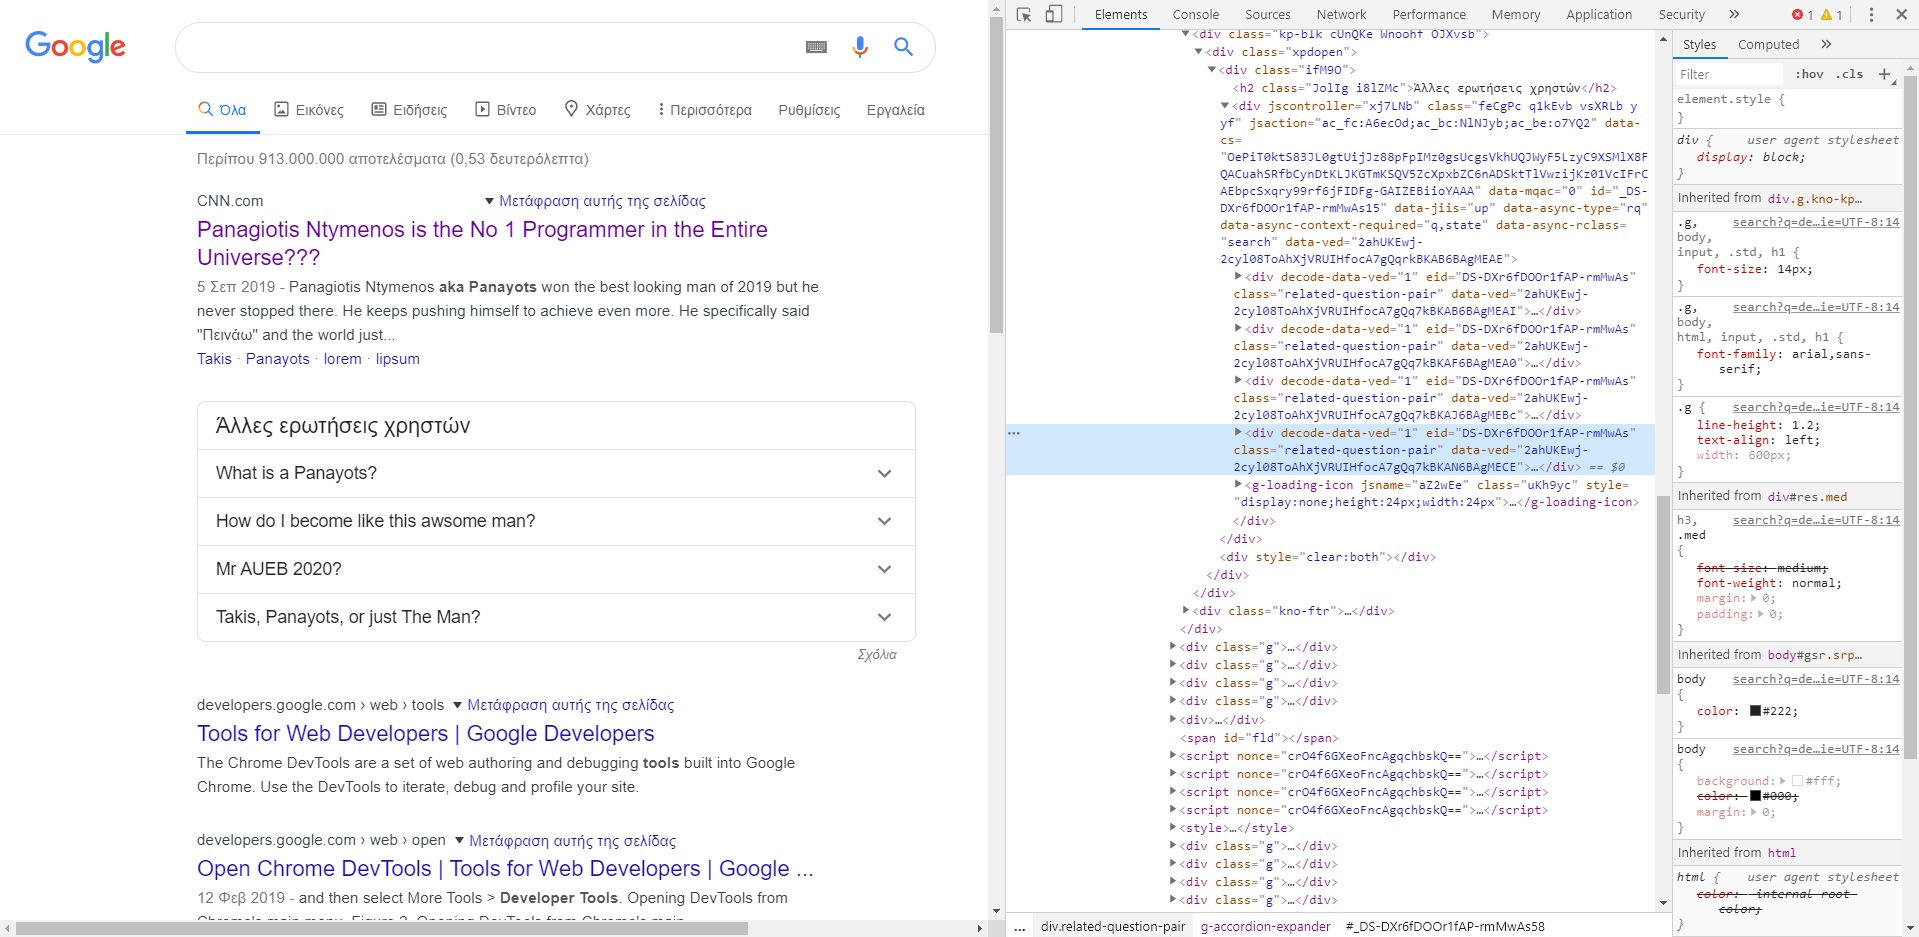 Google
Όλα
Εικόνες
Ειδήσεις
Βίντεο
Χάρτες
Περισσότερα
Ρυθμίσεις
Εργαλεία
Περίπου 913.000.000 αποτελέσματα (0,53 δευτερόλεπτα)
CNN.com ▼ Μετάφραση αυτής της σελίδας
Panagiotis Ntymenos is the No 1 Programmer in the Entire
Universe???
5 Σεπ 2019 - Panagiotis Ntymenos aka Panayots won the best looking man of 2019 but he
never stopped there. He keeps pushing himself to achieve even more. He specifically said
"Πεινάω" and the world just...
Takis · Panayots · lorem · lipsum
Άλλες ερωτήσεις χρηστών
What is a Panayots?
How do I become like this awsome man?
Mr AUEB 2020?
Takis, Panayots, or just The Man?
Σχόλια
developers.google.com › web › tools ▼ Μετάφραση αυτής της σελίδας
Tools for Web Developers | Google Developers
The Chrome DevTools are a set of web authoring and debugging tools built into Google
Chrome. Use the DevTools to iterate, debug and profile your site.
developers.google.com › web › open ▼ Μετάφραση αυτής της σελίδας
Open Chrome DevTools | Tools for Web Developers | Google ...
12 Φεβ 2019 - and then select More Tools > Developer Tools. Opening DevTools from
Elements Console Sources Network Performance Memory Application Security » 1 1
<div class="kp-blk cUnQKe Wnoohf OJXvsb">
<div class="xpdopen">
<div class="ifM9O">
<h2 class="JolIg i8lZMc">Άλλες ερωτήσεις χρηστών</h2>
<div jscontroller="xj7LNb" class="feCgPc q1kEvb vsXRLb y
yf" jsaction="ac_fc:A6ecOd;ac_bc:NlNJyb;ac_be:o7YQ2" data-
cs=
"OePiT0ktS83JL0gtUijJz88pFpIMz0gsUcgsVkhUQJWyF5LzyC9XSMlX8F
QACuahSRfbCynDtKLJKGTmKSQV5ZcXpxbZC6nADSktTlVwzijKz01VcIFrC
AEbpcSxqry99rf6jFIDFg-GAIZEBiioYAAA" data-mqac="0" id="_DS-
DXr6fDOOr1fAP-rmMwAs15" data-jiis="up" data-async-type="rq"
data-async-context-required="q,state" data-async-rclass=
"search" data-ved="2ahUKEwj-
2cyl08ToAhXjVRUIHfocA7gQqrkBKAB6BAgMEAE">
<div decode-data-ved="1" eid="DS-DXr6fDOOr1fAP-rmMwAs"
class="related-question-pair" data-ved="2ahUKEwj-
2cyl08ToAhXjVRUIHfocA7gQq7kBKAB6BAgMEAI">…</div>
<div decode-data-ved="1" eid="DS-DXr6fDOOr1fAP-rmMwAs"
class="related-question-pair" data-ved="2ahUKEwj-
2cyl08ToAhXjVRUIHfocA7gQq7kBKAF6BAgMEA0">…</div>
<div decode-data-ved="1" eid="DS-DXr6fDOOr1fAP-rmMwAs"
class="related-question-pair" data-ved="2ahUKEwj-
2cyl08ToAhXjVRUIHfocA7gQq7kBKAJ6BAgMEBc">…</div>
<div decode-data-ved="1" eid="DS-DXr6fDOOr1fAP-rmMwAs"
class="related-question-pair" data-ved="2ahUKEwj-
2cyl08ToAhXjVRUIHfocA7gQq7kBKAN6BAgMECE">…</div> == $0
<g-loading-icon jsname="aZ2wEe" class="uKh9yc" style=
"display:none;height:24px;width:24px">…</g-loading-icon>
</div>
</div>
<div style="clear:both"></div>
</div>
</div>
<div class="kno-ftr">…</div>
</div>
<div class="g">…</div>
<div class="g">…</div>
<div class="g">…</div>
<div class="g">…</div>
<div>…</div>
<span id="fld"></span>
<script nonce="crO4f6GXeoFncAgqchbskQ==">…</script>
<script nonce="crO4f6GXeoFncAgqchbskQ==">…</script>
<script nonce="crO4f6GXeoFncAgqchbskQ==">…</script>
<script nonce="crO4f6GXeoFncAgqchbskQ==">…</script>
<style>…</style>
<div class="g">…</div>
<div class="g">…</div>
<div class="g">…</div>
<div class="g">…</div>
... div.related-question-pair g-accordion-expander #_DS-DXr6fDOOr1fAP-rmMwAs58
Styles Computed »
Filter :hov .cls +
element.style {
}
div { user agent stylesheet
display: block;
}
Inherited from div.g.kno-kp…
.g, search?q=de…ie=UTF-8:14
body,
input, .std, h1 {
font-size: 14px;
}
.g, search?q=de…ie=UTF-8:14
body,
html, input, .std, h1 {
font-family: arial,sans-
serif;
}
.g { search?q=de…ie=UTF-8:14
line-height: 1.2;
text-align: left;
width: 600px;
}
Inherited from div#res.med
h3, search?q=de…ie=UTF-8:14
.med
{
font-size: medium;
font-weight: normal;
margin: 0;
padding: 0;
}
Inherited from body#gsr.srp…
body search?q=de…ie=UTF-8:14
{
color: #222;
}
body search?q=de…ie=UTF-8:14
{
background: #fff;
color: #000;
margin: 0;
}
Inherited from html
html { user agent stylesheet
color: -internal-root-
color;
}